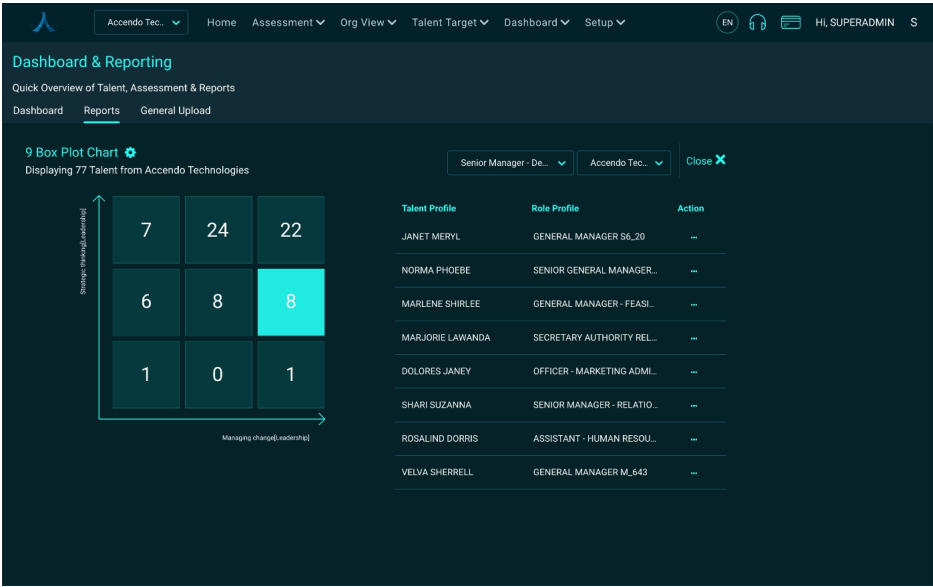 Accendo Tec.. Home Assessment Org View Talent Target Dashboard Setup EN Hi, SUPERADMIN S
Dashboard & Reporting
Quick Overview of Talent, Assessment & Reports
Dashboard Reports General Upload
9 Box Plot Chart
Displaying 77 Talent from Accendo Technologies
Senior Manager - De... Accendo Tec... Close
Strategic thinking[Leadership]
7 24 22
6 8 8
1 0 1
Managing change[Leadership]
Talent Profile Role Profile Action
JANET MERYL GENERAL MANAGER S6_20 ...
NORMA PHOEBE SENIOR GENERAL MANAGER... ...
MARLENE SHIRLEE GENERAL MANAGER - FEASI... ...
MARJORIE LAWANDA SECRETARY AUTHORITY REL... ...
DOLORES JANEY OFFICER - MARKETING ADMI... ...
SHARI SUZANNA SENIOR MANAGER - RELATIO... ...
ROSALIND DORRIS ASSISTANT - HUMAN RESOU... ...
VELVA SHERRELL GENERAL MANAGER M_643 ...